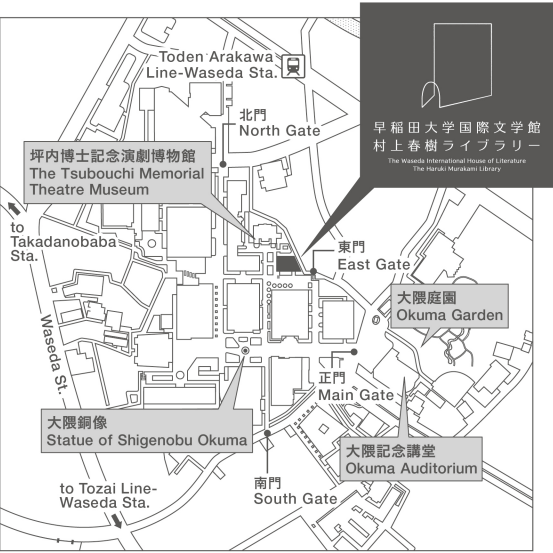 Toden Arakawa
Line-Waseda Sta.
早稲田大学国際文学館
村上春樹ライブラリー
The Waseda International House of Literature
The Haruki Murakami Library
北門
North Gate
坪内博士記念演劇博物館
The Tsubouchi Memorial
Theatre Museum
to
Takadanobaba
Sta.
東門
East Gate
大隈庭園
Okuma Garden
Waseda St.
正門
Main Gate
大隈銅像
Statue of Shigenobu Okuma
大隈記念講堂
Okuma Auditorium
南門
South Gate
to Tozai Line-
Waseda Sta.